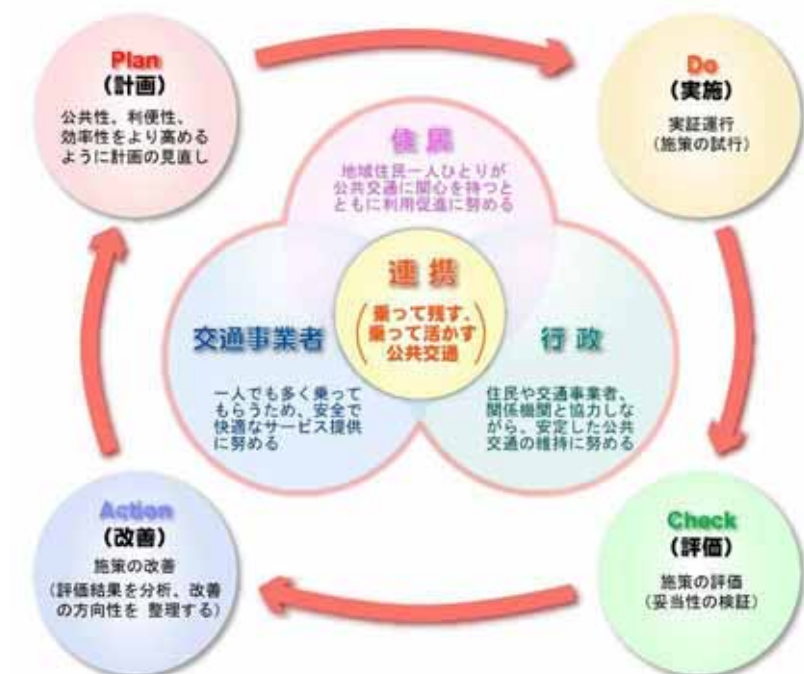 Plan
(計画)
公共性、利便性、
効率性をより高める
ように計画の見直し
Do
(実施)
実証運行
(施策の試行)
住民
地域住民一人ひとりが
公共交通に関心を持つと
ともに利用促進に努める
連携
(乗って残す、
乗って活かす
公共交通)
交通事業者
一人でも多く乗って
もらうため、安全で
快適なサービス提供
に努める
行政
住民や交通事業者、
関係機関と協力しな
がら、安定した公共
交通の維持に努める
Action
(改善)
施策の改善
(評価結果を分析、改善
の方向性を 整理する)
Check
(評価)
施策の評価
(妥当性の検証)